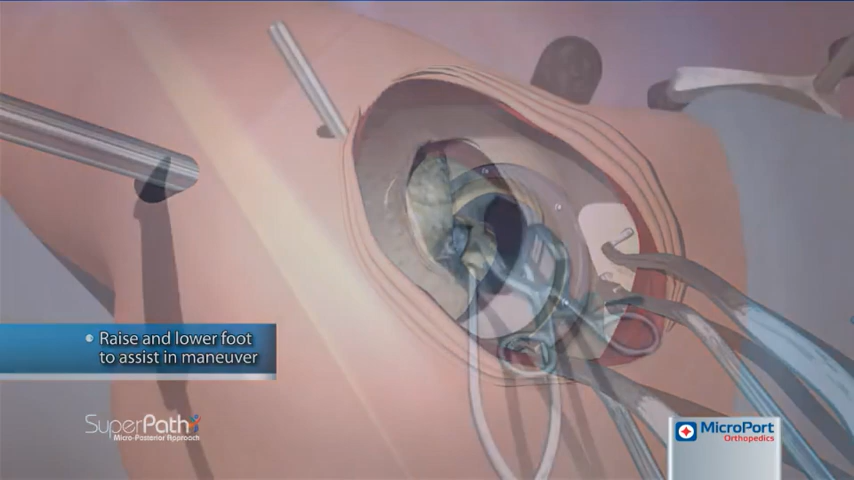 Raise and lower foot
to assist in maneuver
SuperPath
Micro-Posterior Approach
MicroPort
Orthopedics